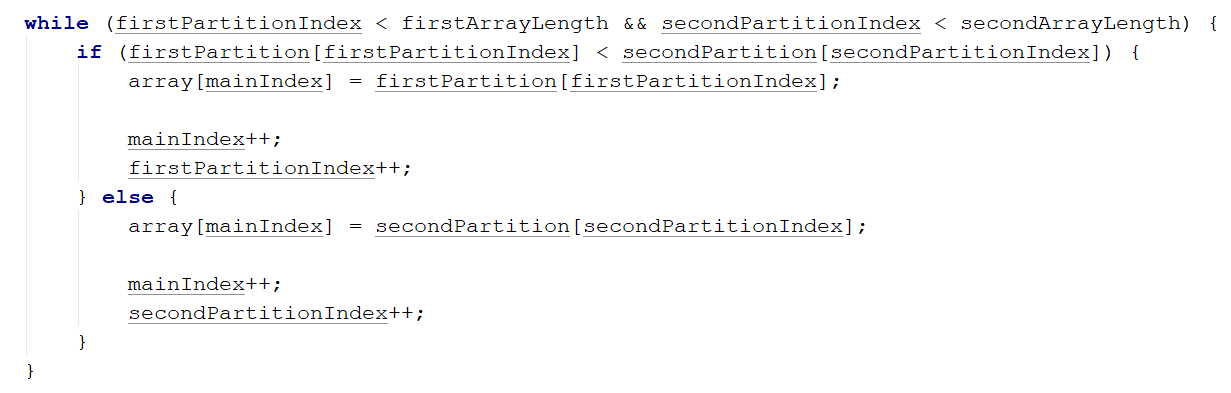 while (firstPartitionIndex < firstArrayLength && secondPartitionIndex < secondArrayLength) {
if (firstPartition[firstPartitionIndex] < secondPartition[secondPartitionIndex]) {
array[mainIndex] = firstPartition[firstPartitionIndex];
mainIndex++;
firstPartitionIndex++;
} else {
array[mainIndex] = secondPartition[secondPartitionIndex];
mainIndex++;
secondPartitionIndex++;
}
}